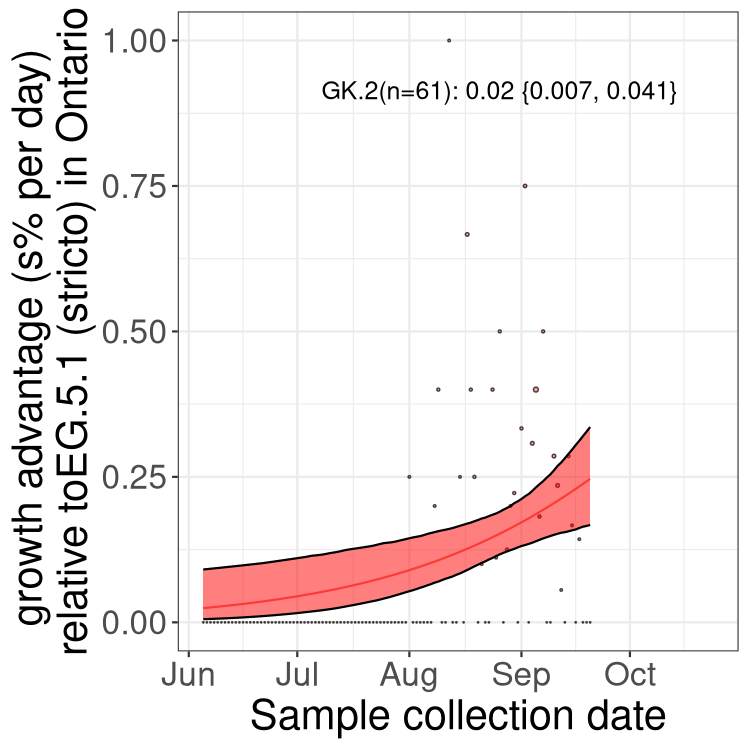 growth advantage (s% per day)
relative toEG.5.1 (stricto) in Ontario
1.00
0.75
0.50
0.25
0.00
GK.2(n=61): 0.02 {0.007, 0.041}
Jun Jul Aug Sep Oct
Sample collection date